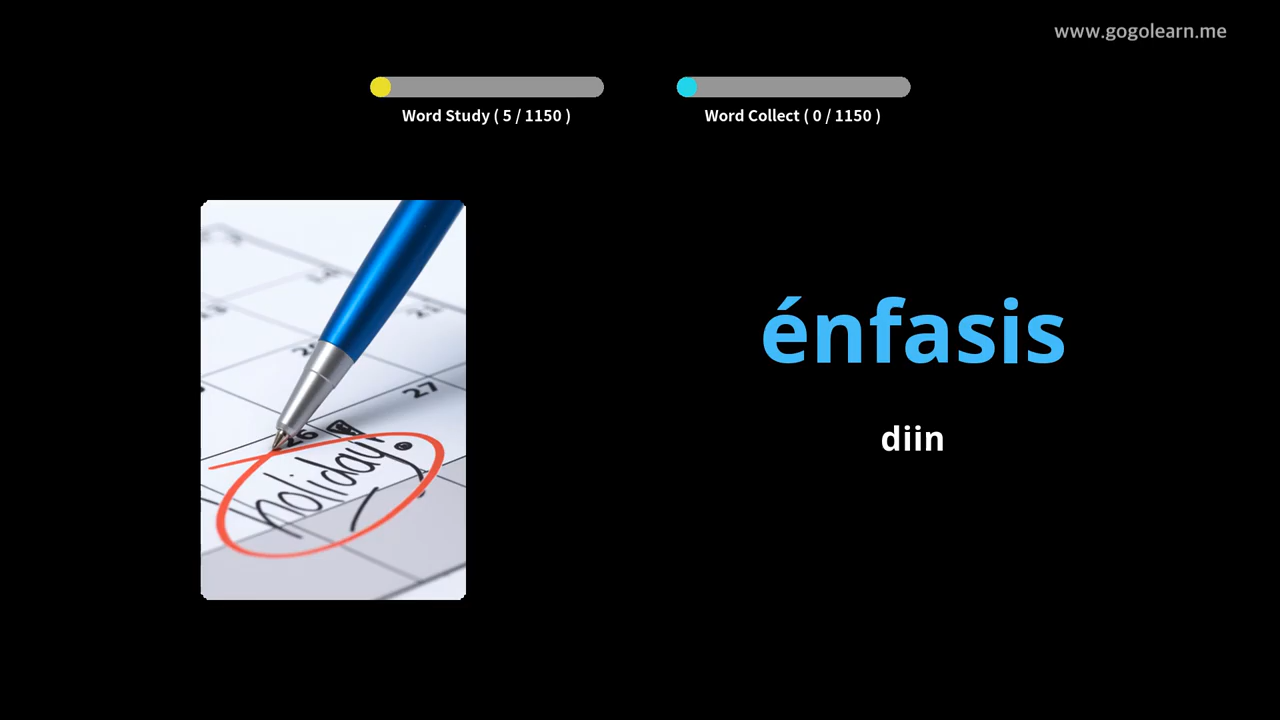 www.gogolearn.me
Word Study ( 5 / 1150 )
Word Collect ( 0 / 1150 )
énfasis
diin
27
26
holiday!